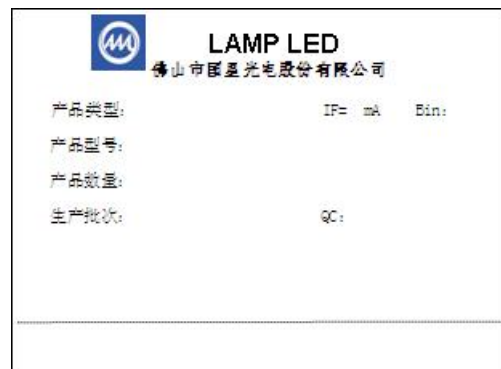 LAMP LED
佛山市国星光电股份有限公司
产品类型: IF= mA Bin:
产品型号:
产品数量:
生产批次: QC: